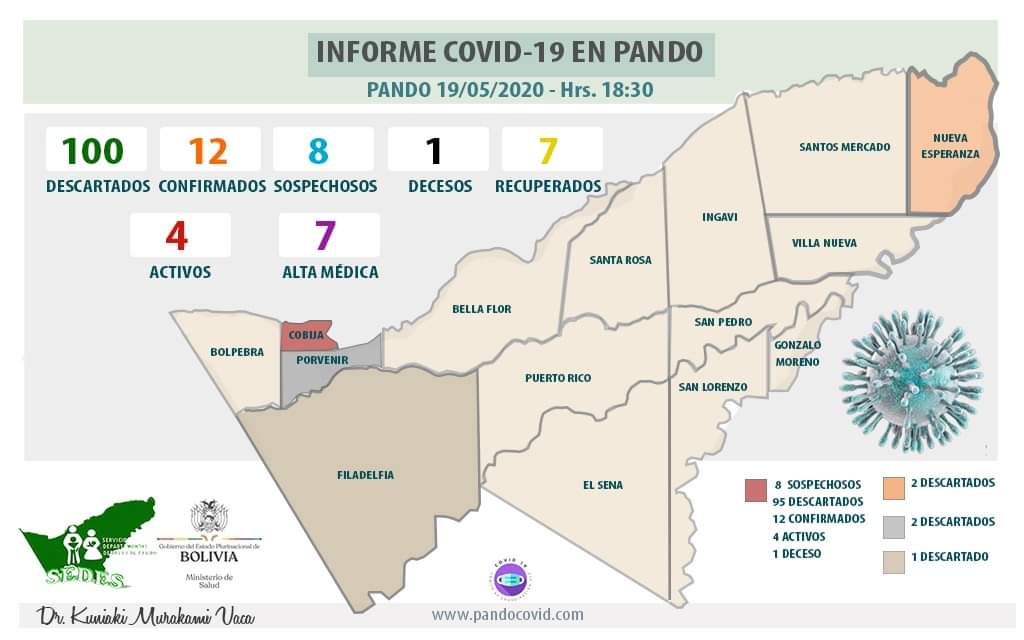 INFORME COVID-19 EN PANDO
PANDO 19/05/2020 - Hrs. 18:30
100
DESCARTADOS
12
CONFIRMADOS
8
SOSPECHOSOS
1
DECESOS
7
RECUPERADOS
4
ACTIVOS
7
ALTA MÉDICA
NUEVA
ESPERANZA
SANTOS MERCADO
INGAVI
VILLA NUEVA
SANTA ROSA
BELLA FLOR
COBIJA
PORVENIR
BOLPEBRA
SAN PEDRO
GONZALO
MORENO
PUERTO RICO
SAN LORENZO
FILADELFIA
EL SENA
8 SOSPECHOSOS
95 DESCARTADOS
12 CONFIRMADOS
4 ACTIVOS
1 DECESO
2 DESCARTADOS
2 DESCARTADOS
1 DESCARTADO
SERVICIO
SEDES
Gobierno del Estado Plurinacional de
BOLIVIA
Ministerio de
Salud
COVID 19
Dr. Kuniaki Murakami Vaca
www.pandocovid.com